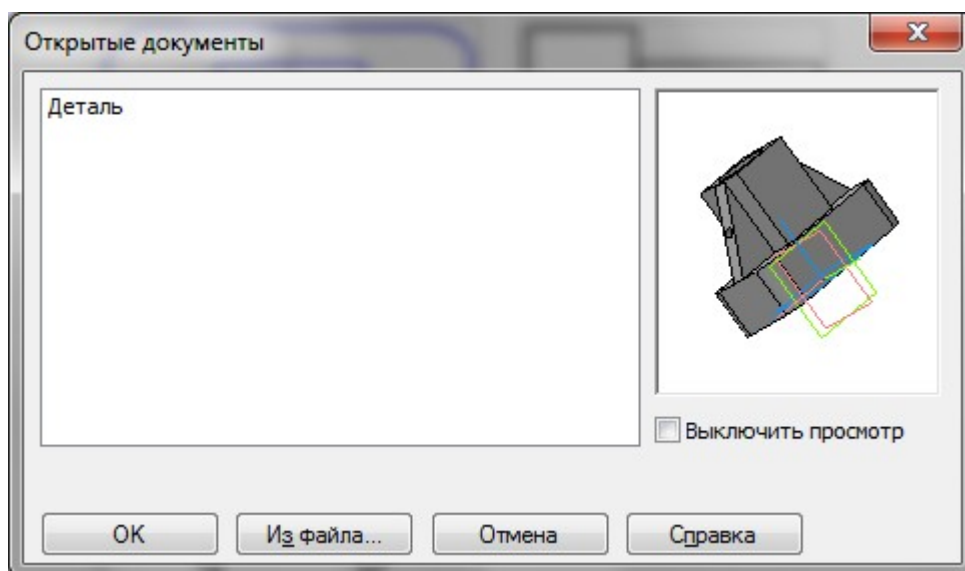 Открытые документы
Деталь
Выключить просмотр
OK
Из файла...
Отмена
Справка